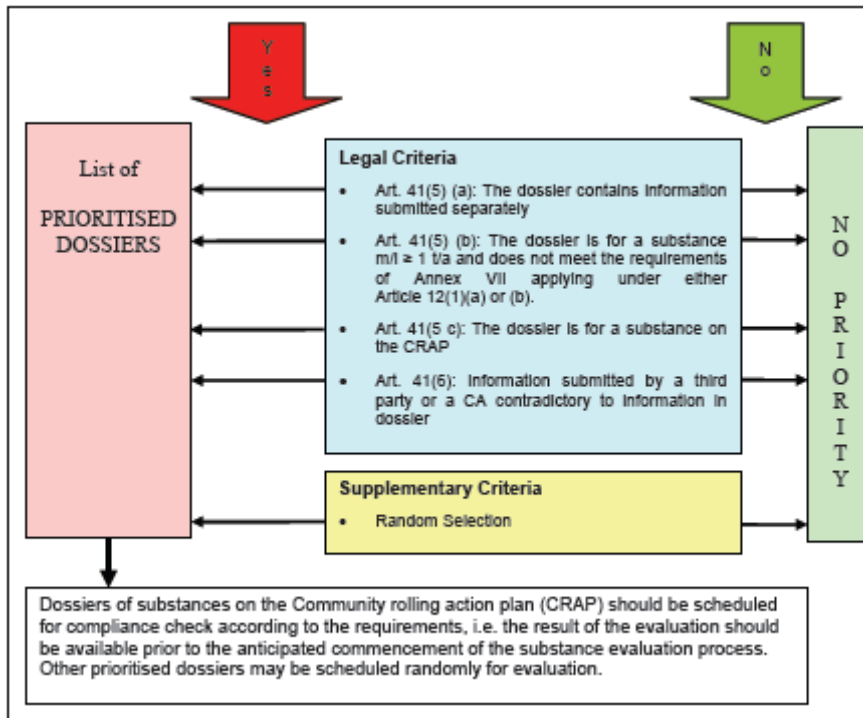 Yes
No
List of
PRIORITISED
DOSSIERS
Legal Criteria
• Art. 41(5) (a): The dossier contains information
submitted separately
• Art. 41(5) (b): The dossier is for a substance
m/I ≥ 1 t/a and does not meet the requirements
of Annex VII applying under either
Article 12(1)(a) or (b).
• Art. 41(5 c): The dossier is for a substance on
the CRAP
• Art. 41(6): Information submitted by a third
party or a CA contradictory to information in
dossier
NO PRIORITY
Supplementary Criteria
• Random Selection
Dossiers of substances on the Community rolling action plan (CRAP) should be scheduled
for compliance check according to the requirements, i.e. the result of the evaluation should
be available prior to the anticipated commencement of the substance evaluation process.
Other prioritised dossiers may be scheduled randomly for evaluation.